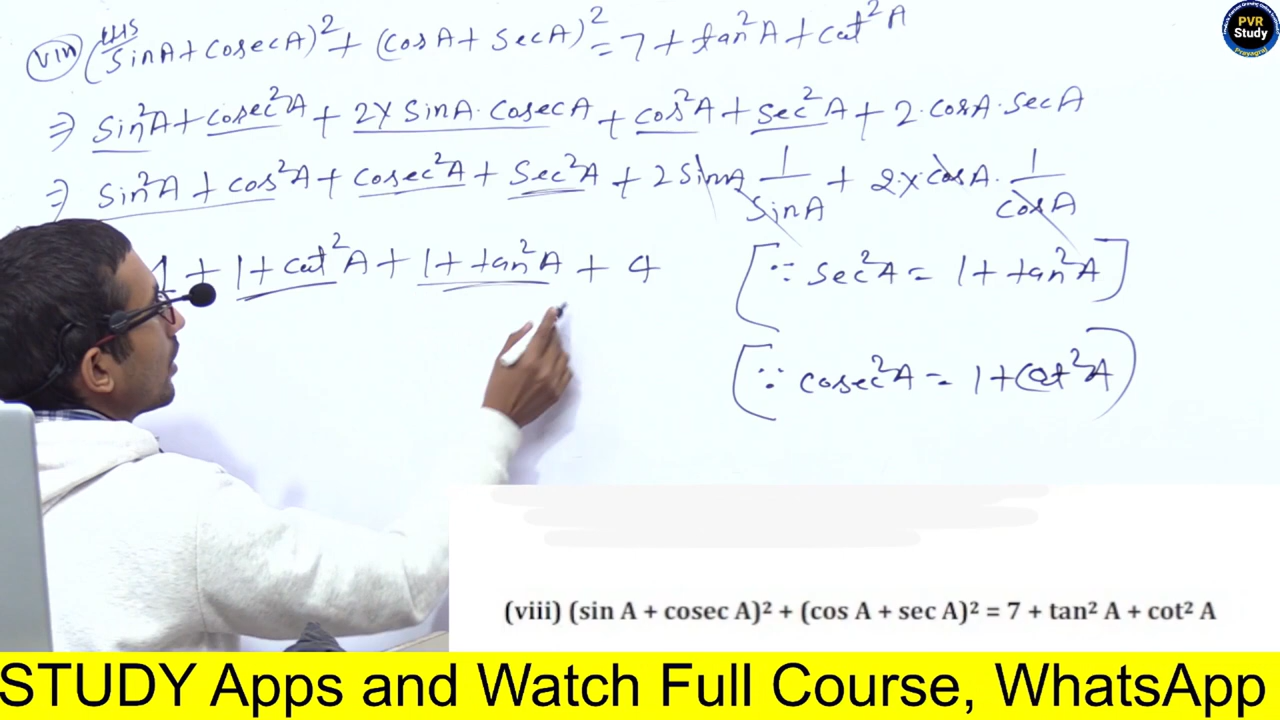 PVR
Study
Prayagraj
LHS
(viii) (sinA + cosecA)² + (cosA + secA)² = 7 + tan²A + cot²A
⇒ sin²A + cosec²A + 2× sinA · cosecA + cos²A + sec²A + 2 · cosA · secA
⇒ sin²A + cos²A + cosec²A + sec²A + 2 sinA 1/sinA + 2 × cosA · 1/cosA
1 + 1 + cot²A + 1 + tan²A + 4 [∵ sec²A = 1 + tan²A]
(∵ cosec²A = 1 + cot²A)
(viii) (sin A + cosec A)² + (cos A + sec A)² = 7 + tan² A + cot² A
STUDY Apps and Watch Full Course, WhatsApp